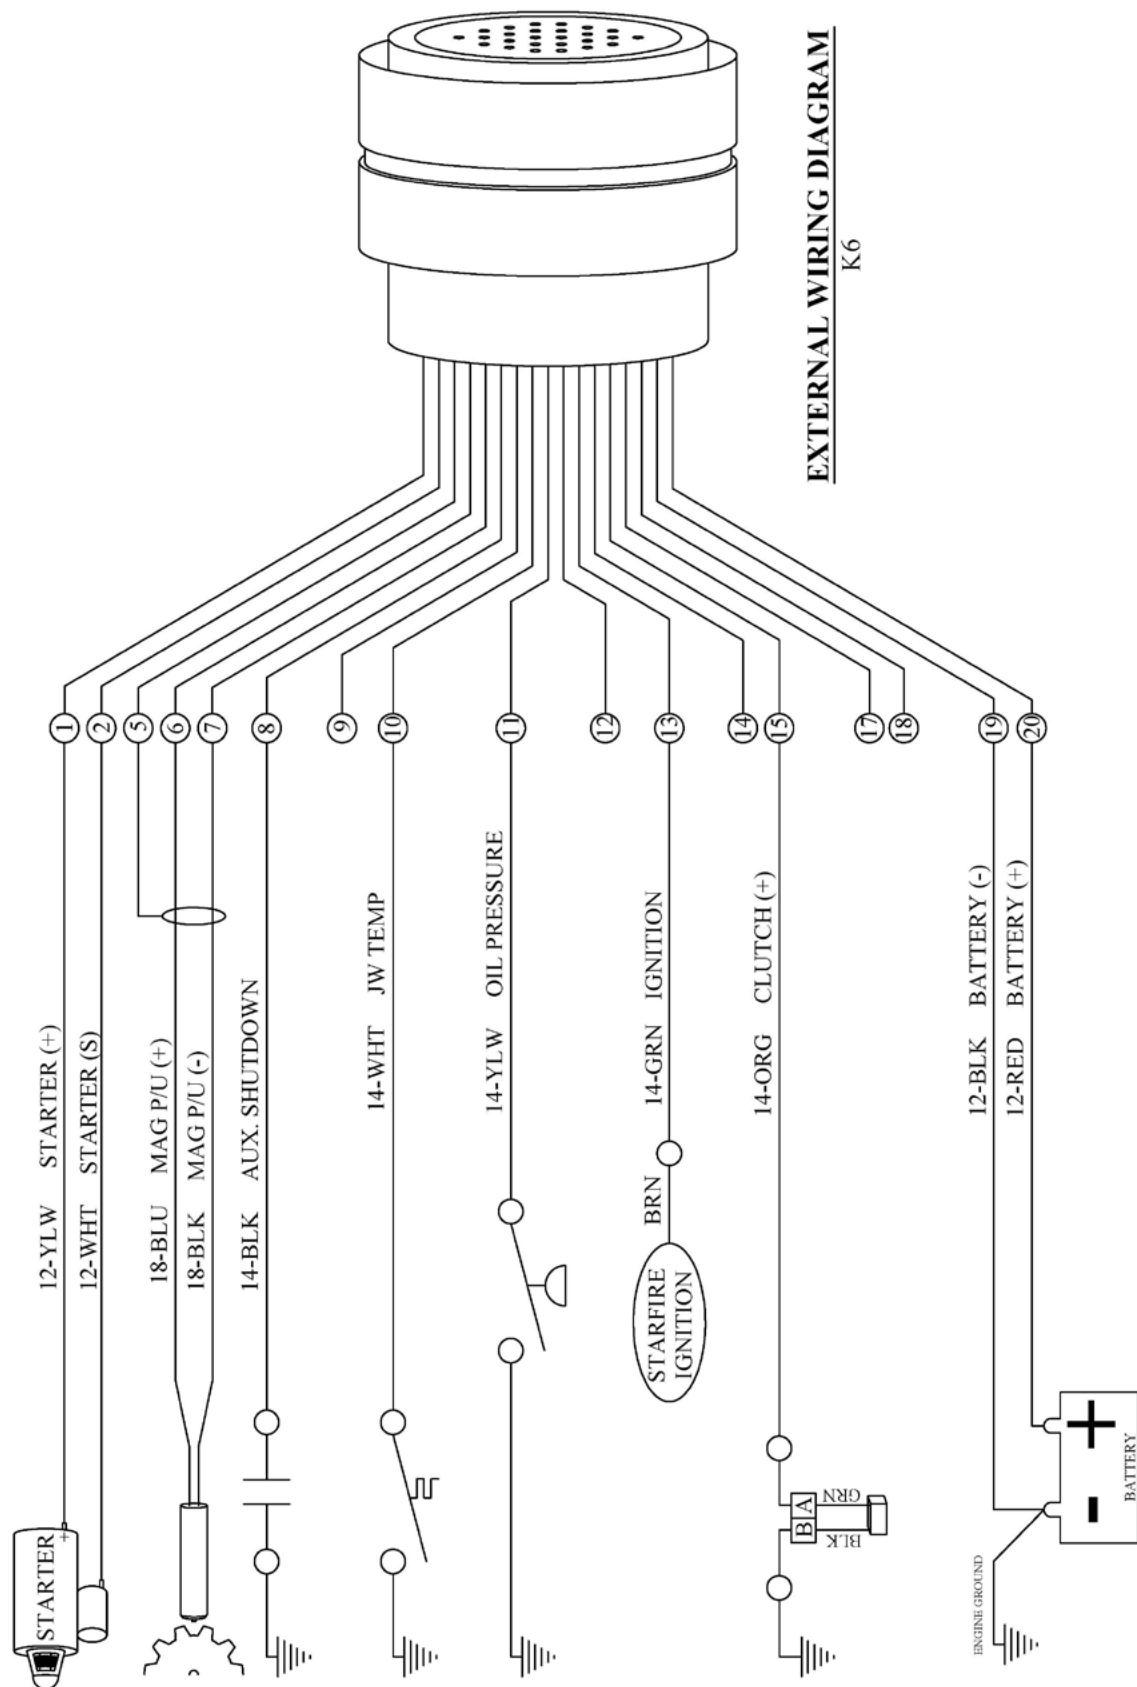 EXTERNAL WIRING DIAGRAM
K6
STARTER
+
12-YLW STARTER (+)
1
12-WHT STARTER (S)
2
5
18-BLU MAG P/U (+)
6
18-BLK MAG P/U (-)
7
14-BLK AUX. SHUTDOWN
8
9
14-WHT JW TEMP
10
14-YLW OIL PRESSURE
11
12
STARFIRE
IGNITION
BRN
14-GRN IGNITION
13
14
14-ORG CLUTCH (+)
15
B A
BLK
GRN
17
18
12-BLK BATTERY (-)
19
12-RED BATTERY (+)
20
ENGINE GROUND
- +
BATTERY